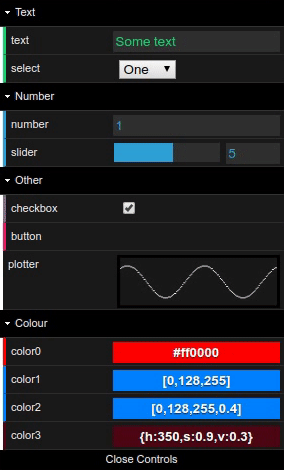 Text
text Some text
select One
Number
number 1
slider 5
Other
checkbox
button
plotter
Colour
color0 #ff0000
color1 [0,128,255]
color2 [0,128,255,0.4]
color3 {h:350,s:0.9,v:0.3}
Close Controls